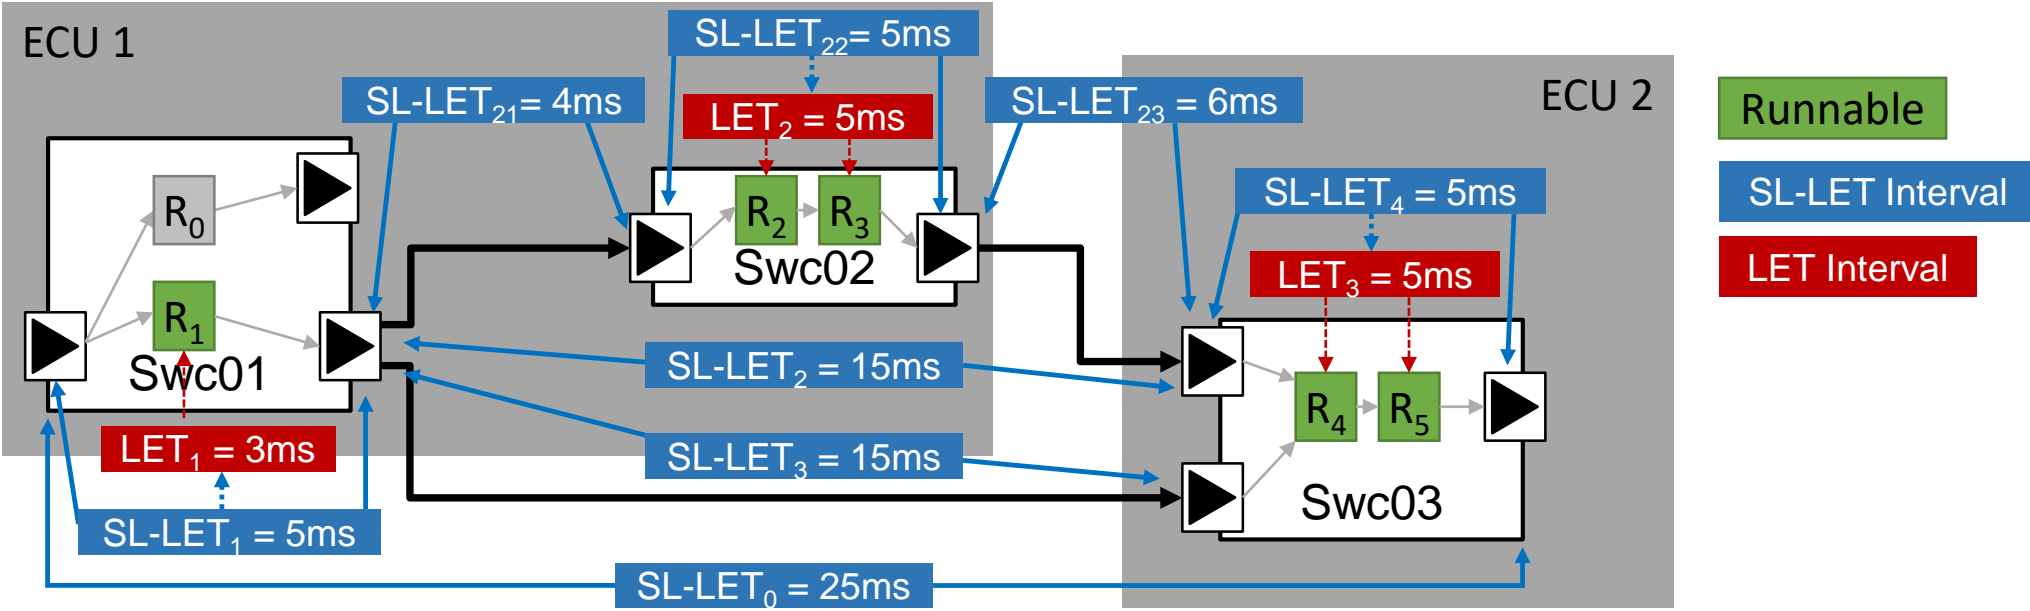 ECU 1
SL-LET₂₂= 5ms
SL-LET₂₁= 4ms
LET₂ = 5ms
SL-LET₂₃ = 6ms
ECU 2
Runnable
R₀
R₂
R₃
Swc02
SL-LET₄ = 5ms
SL-LET Interval
LET₃ = 5ms
LET Interval
R₁
Swc01
SL-LET₂ = 15ms
R₄
R₅
LET₁ = 3ms
SL-LET₃ = 15ms
Swc03
SL-LET₁ = 5ms
SL-LET₀ = 25ms